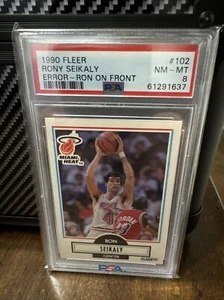 1990 FLEER #102
RONY SEIKALY NM - MT
ERROR - RON ON FRONT 8
PSA 61291637
MIAMI HEAT
RON
SEIKALY
CENTER